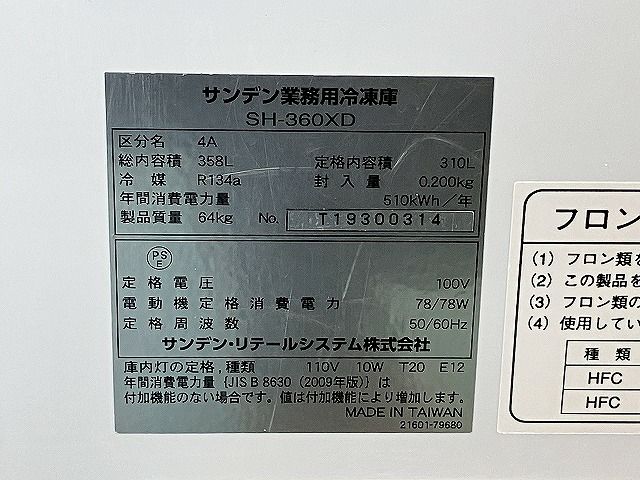 サンデン業務用冷凍庫
SH-360XD
区分名 4A
総内容積 358L 定格内容積 310L
冷媒 R134a 封入量 0.200kg
年間消費電力量 510kWh/年
製品質量 64kg No. T19300314
PS E
定格電圧 100V
電動機定格消費電力 78/78W
定格周波数 50/60Hz
サンデン・リテールシステム株式会社
庫内灯の定格,種類 110V 10W T20 E12
年間消費電力量 {JIS B 8630 (2009年版)} は
付加機能のない場合です。値は付加機能により増加します。
MADE IN TAIWAN
21601-79680
フロン
(1) フロン類を
(2) この製品を
(3) フロン類の
(4) 使用してい
種類
HFC
HFC